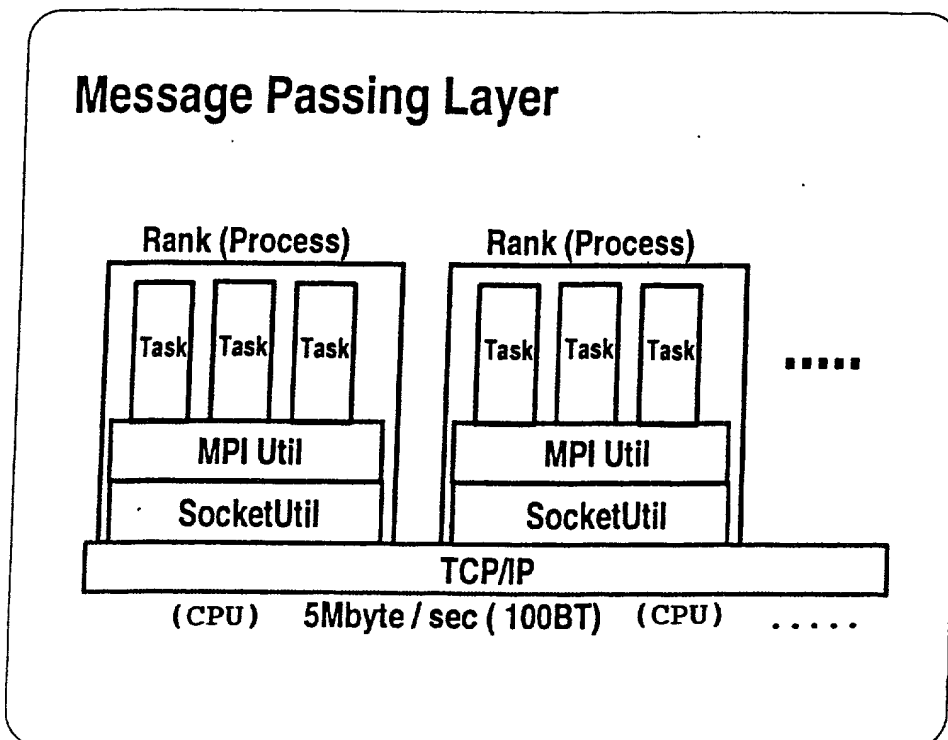 Message Passing Layer
Rank (Process) Rank (Process)
Task Task Task Task Task Task .....
MPI Util MPI Util
SocketUtil SocketUtil
TCP/IP
(CPU) 5Mbyte / sec ( 100BT) (CPU) .....